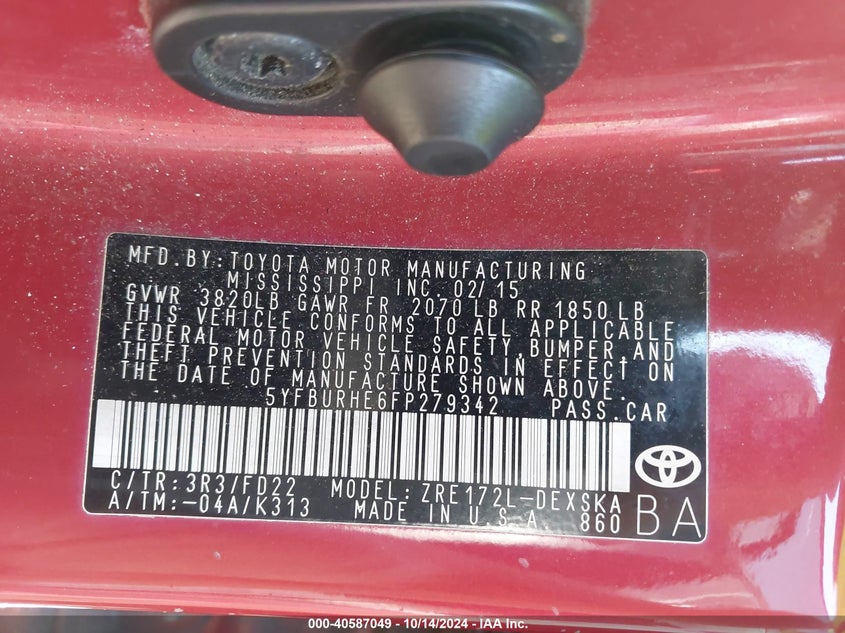 MFD.BY:TOYOTA MOTOR MANUFACTURING
MISSISSIPPI INC 02/15
GVWR 3820LB GAWR FR 2070 LB RR 1850 LB
THIS VEHICLE CONFORMS TO ALL APPLICABLE
FEDERAL MOTOR VEHICLE SAFETY,BUMPER,AND
THEFT PREVENTION STANDARDS IN EFFECT ON
THE DATE OF MANUFACTURE SHOWN ABOVE.
5YFBURHE6FP279342 PASS.CAR
C/TR:3R3/FD22 MODEL:ZRE172L-DEXSKA
A/TM:-04A/K313 MADE IN U.S.A. 860
BA
000-40587049 - 10/14/2024 - IAA Inc.